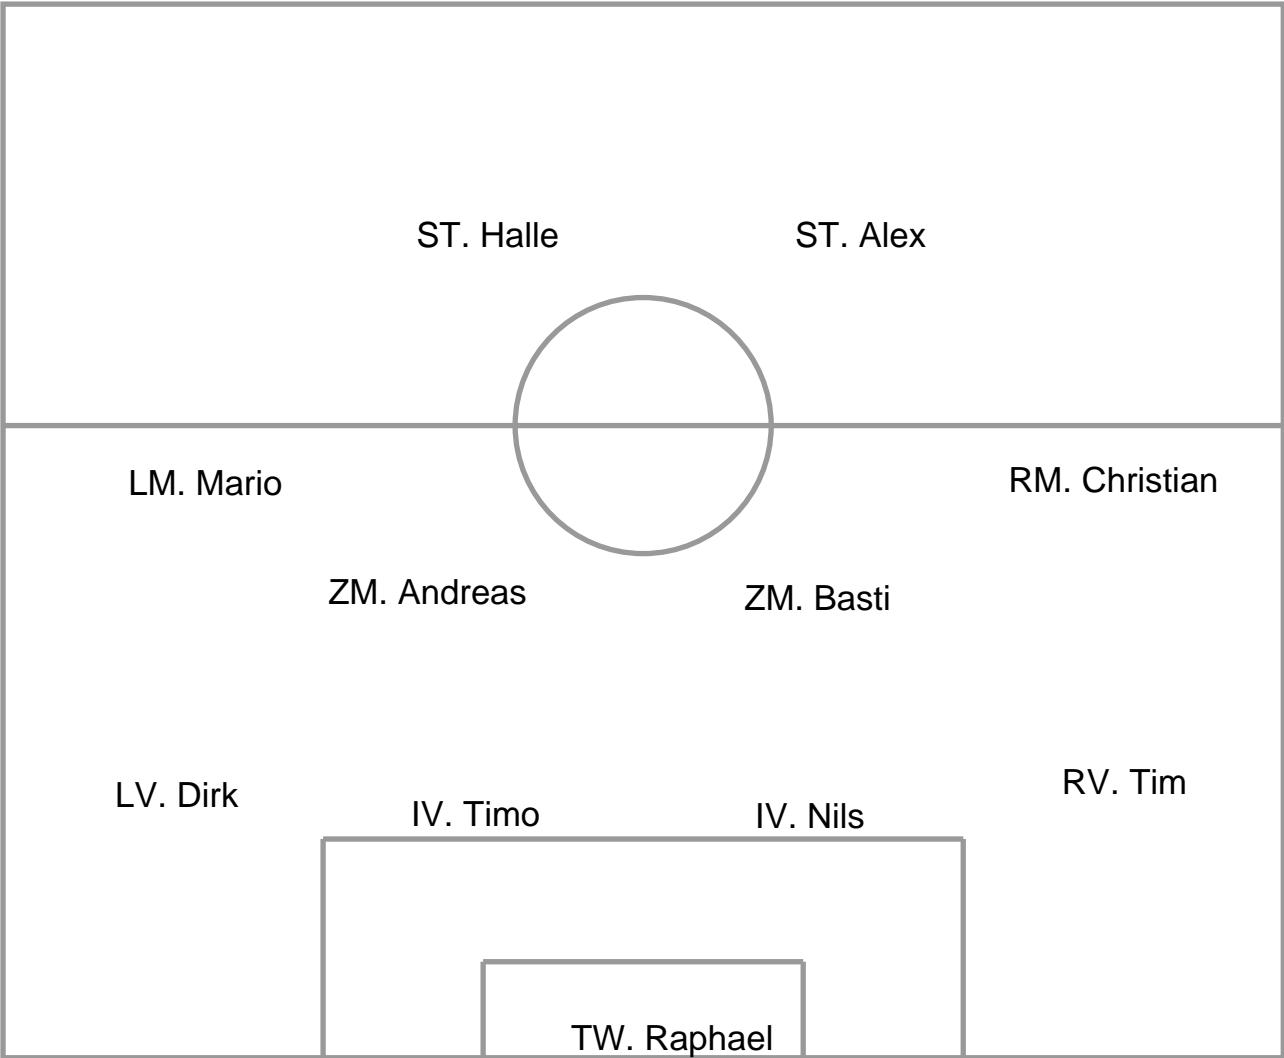 ST. Halle
ST. Alex
LM. Mario
RM. Christian
ZM. Andreas
ZM. Basti
LV. Dirk
IV. Timo
IV. Nils
RV. Tim
TW. Raphael